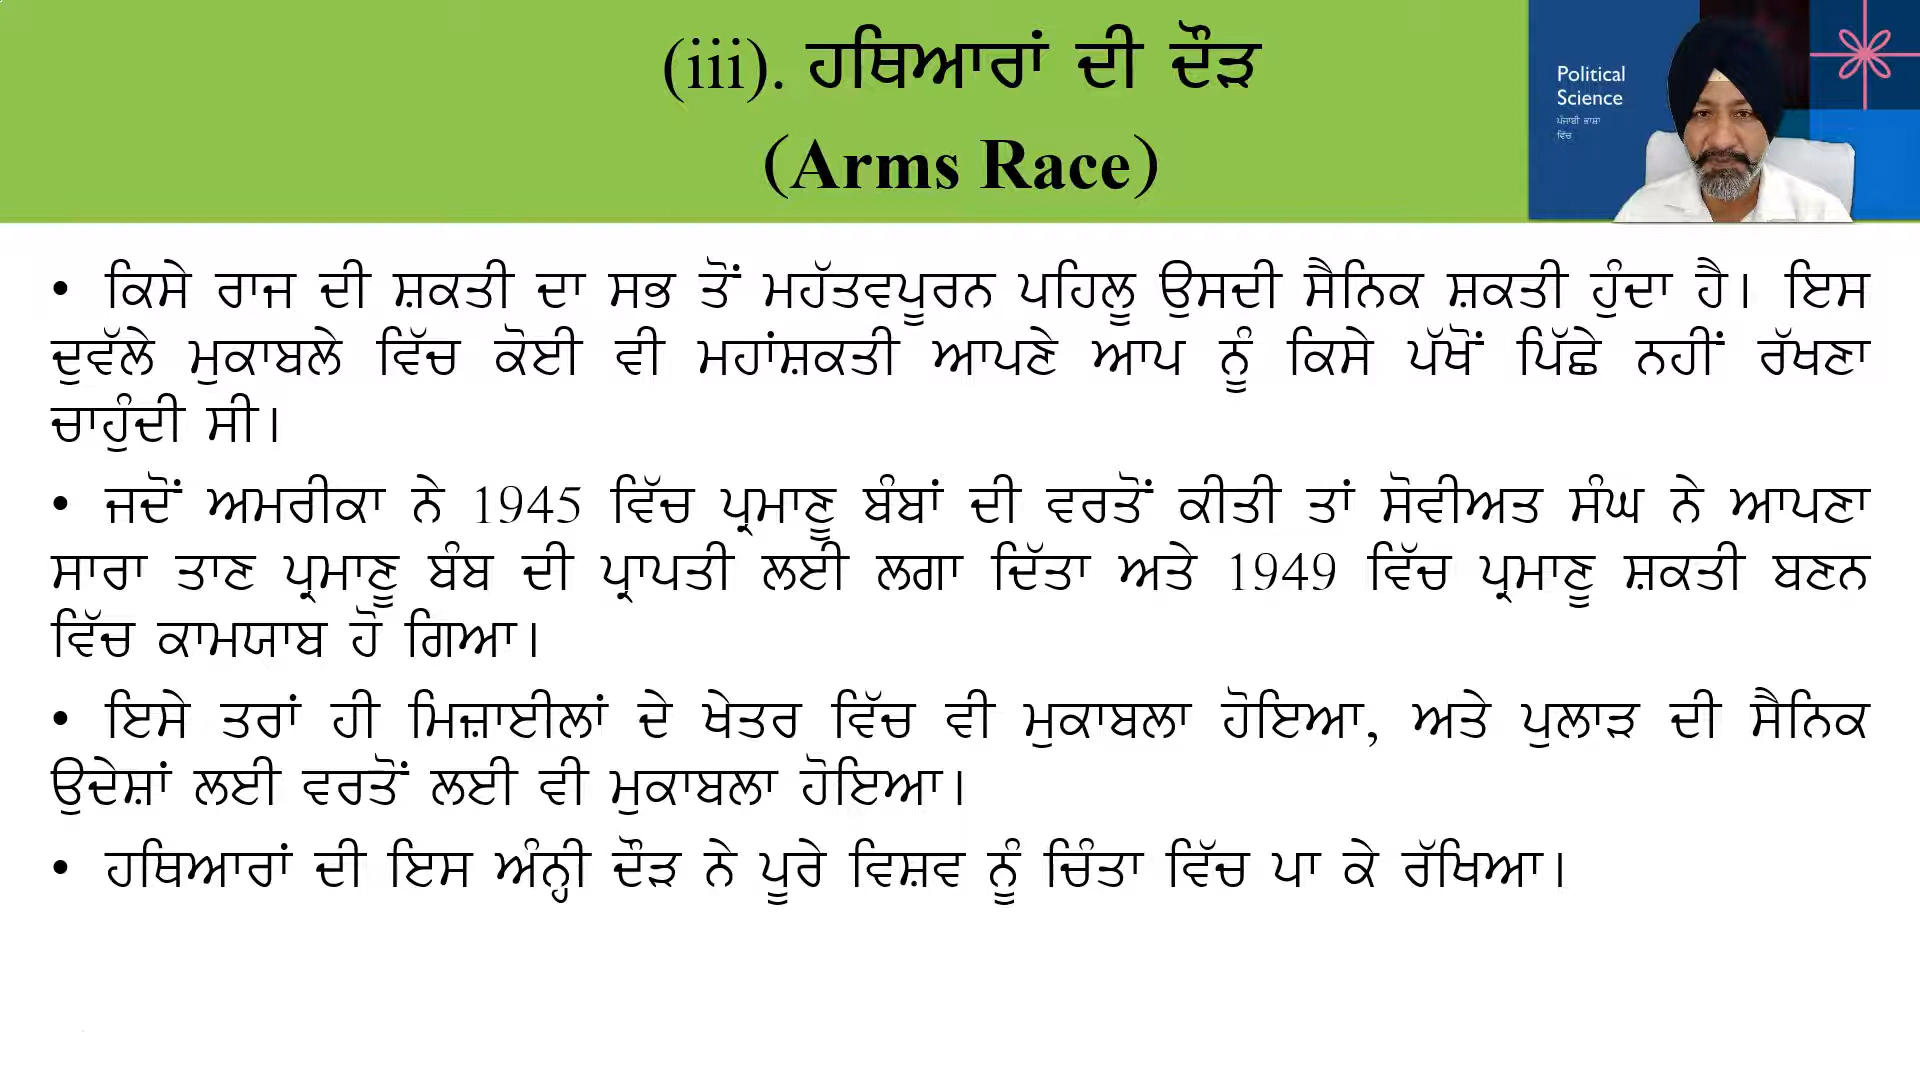 (iii). ਹਥਿਆਰਾਂ ਦੀ ਦੌੜ
(Arms Race)
Political
Science
ਪੰਜਾਬੀ ਭਾਸ਼ਾ
ਵਿੱਚ
• ਕਿਸੇ ਰਾਜ ਦੀ ਸ਼ਕਤੀ ਦਾ ਸਭ ਤੋਂ ਮਹੱਤਵਪੂਰਨ ਪਹਿਲੂ ਉਸਦੀ ਸੈਨਿਕ ਸ਼ਕਤੀ ਹੁੰਦਾ ਹੈ। ਇਸ
ਦੁਵੱਲੇ ਮੁਕਾਬਲੇ ਵਿੱਚ ਕੋਈ ਵੀ ਮਹਾਂਸ਼ਕਤੀ ਆਪਣੇ ਆਪ ਨੂੰ ਕਿਸੇ ਪੱਖੋਂ ਪਿੱਛੇ ਨਹੀਂ ਰੱਖਣਾ
ਚਾਹੁੰਦੀ ਸੀ।
• ਜਦੋਂ ਅਮਰੀਕਾ ਨੇ 1945 ਵਿੱਚ ਪ੍ਰਮਾਣੂ ਬੰਬਾਂ ਦੀ ਵਰਤੋਂ ਕੀਤੀ ਤਾਂ ਸੋਵੀਅਤ ਸੰਘ ਨੇ ਆਪਣਾ
ਸਾਰਾ ਤਾਣ ਪ੍ਰਮਾਣੂ ਬੰਬ ਦੀ ਪ੍ਰਾਪਤੀ ਲਈ ਲਗਾ ਦਿੱਤਾ ਅਤੇ 1949 ਵਿੱਚ ਪ੍ਰਮਾਣੂ ਸ਼ਕਤੀ ਬਣਨ
ਵਿੱਚ ਕਾਮਯਾਬ ਹੋ ਗਿਆ।
• ਇਸੇ ਤਰਾਂ ਹੀ ਮਿਜ਼ਾਈਲਾਂ ਦੇ ਖੇਤਰ ਵਿੱਚ ਵੀ ਮੁਕਾਬਲਾ ਹੋਇਆ, ਅਤੇ ਪੁਲਾੜ ਦੀ ਸੈਨਿਕ
ਉਦੇਸ਼ਾਂ ਲਈ ਵਰਤੋਂ ਲਈ ਵੀ ਮੁਕਾਬਲਾ ਹੋਇਆ।
• ਹਥਿਆਰਾਂ ਦੀ ਇਸ ਅੰਨ੍ਹੀ ਦੌੜ ਨੇ ਪੂਰੇ ਵਿਸ਼ਵ ਨੂੰ ਚਿੰਤਾ ਵਿੱਚ ਪਾ ਕੇ ਰੱਖਿਆ।